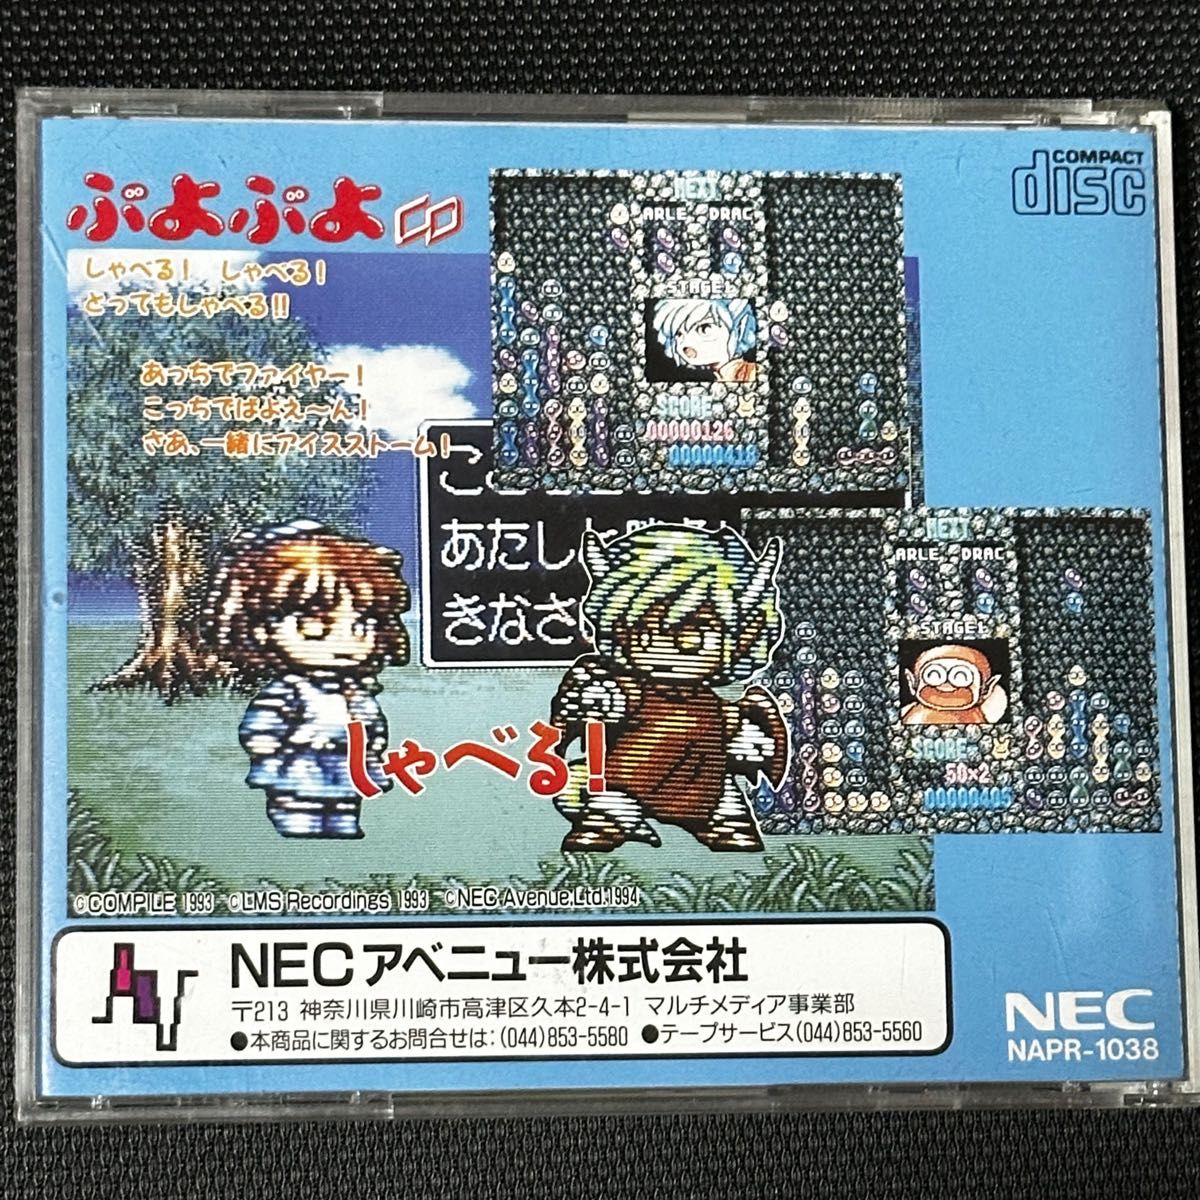 COMPACT
disc
ぷよぷよCD
しゃべる! しゃべる!
とってもしゃべる!!
あっちでファイヤー!
こっちでばよえ〜ん!
さあ、一緒にアイスストーム!
NEXT
ARLE DRAC
STAGE1
SCORE
00000126
00000418
あたし
きなさ
しゃべる!
NEXT
ARLE DRAC
STAGE1
SCORE
50×2
00000405
©COMPILE 1993 ©LMS Recordings 1993 ©NEC Avenue,Ltd.1994
NECアベニュー株式会社
〒213 神奈川県川崎市高津区久本2-4-1 マルチメディア事業部
●本商品に関するお問合せは:(044)853-5580 ●テープサービス(044)853-5560
NEC
NAPR-1038